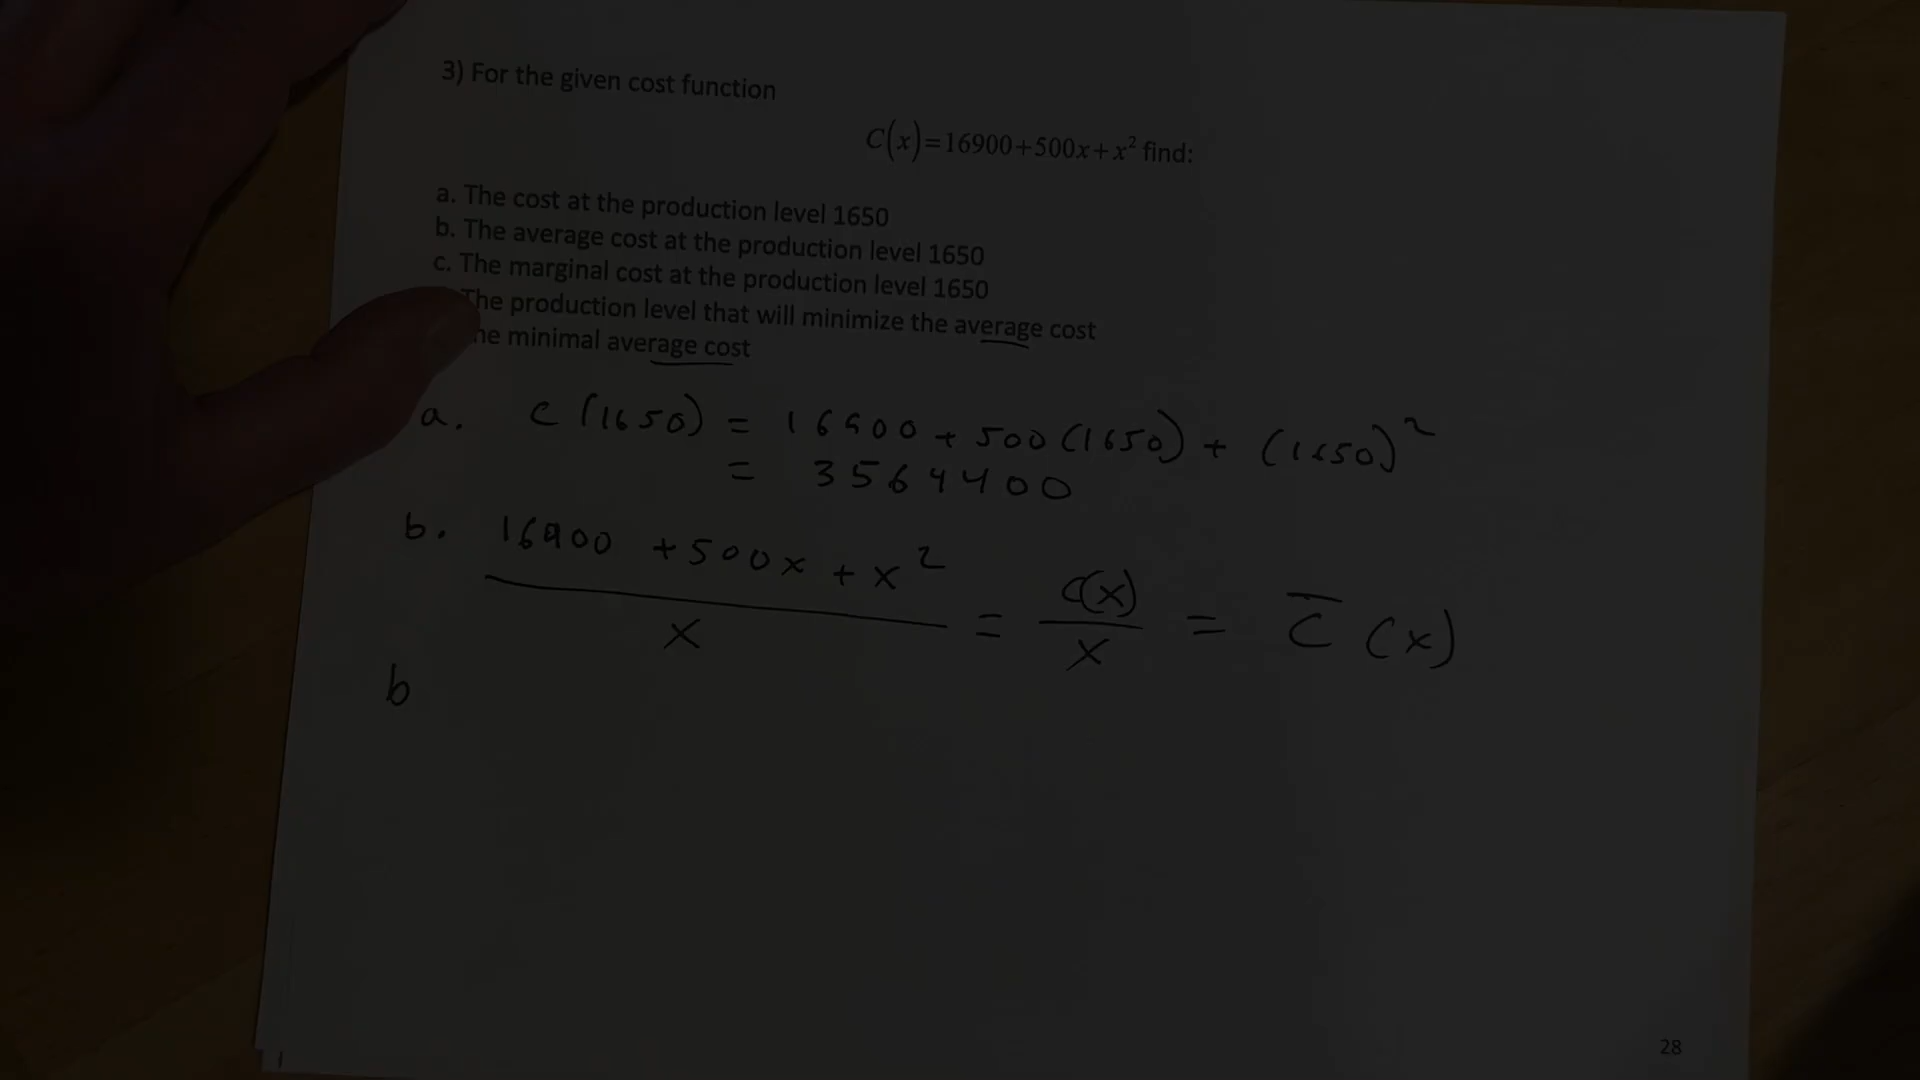 3) For the given cost function
C(x)=16900+500x+x² find:
a. The cost at the production level 1650
b. The average cost at the production level 1650
c. The marginal cost at the production level 1650
The production level that will minimize the average cost
minimal average cost
a. C(1650) = 16900 + 500(1650) + (1650)²
= 3564400
b. 16900 + 500x + x² / x = C(x) / x = C̅(x)
b
28